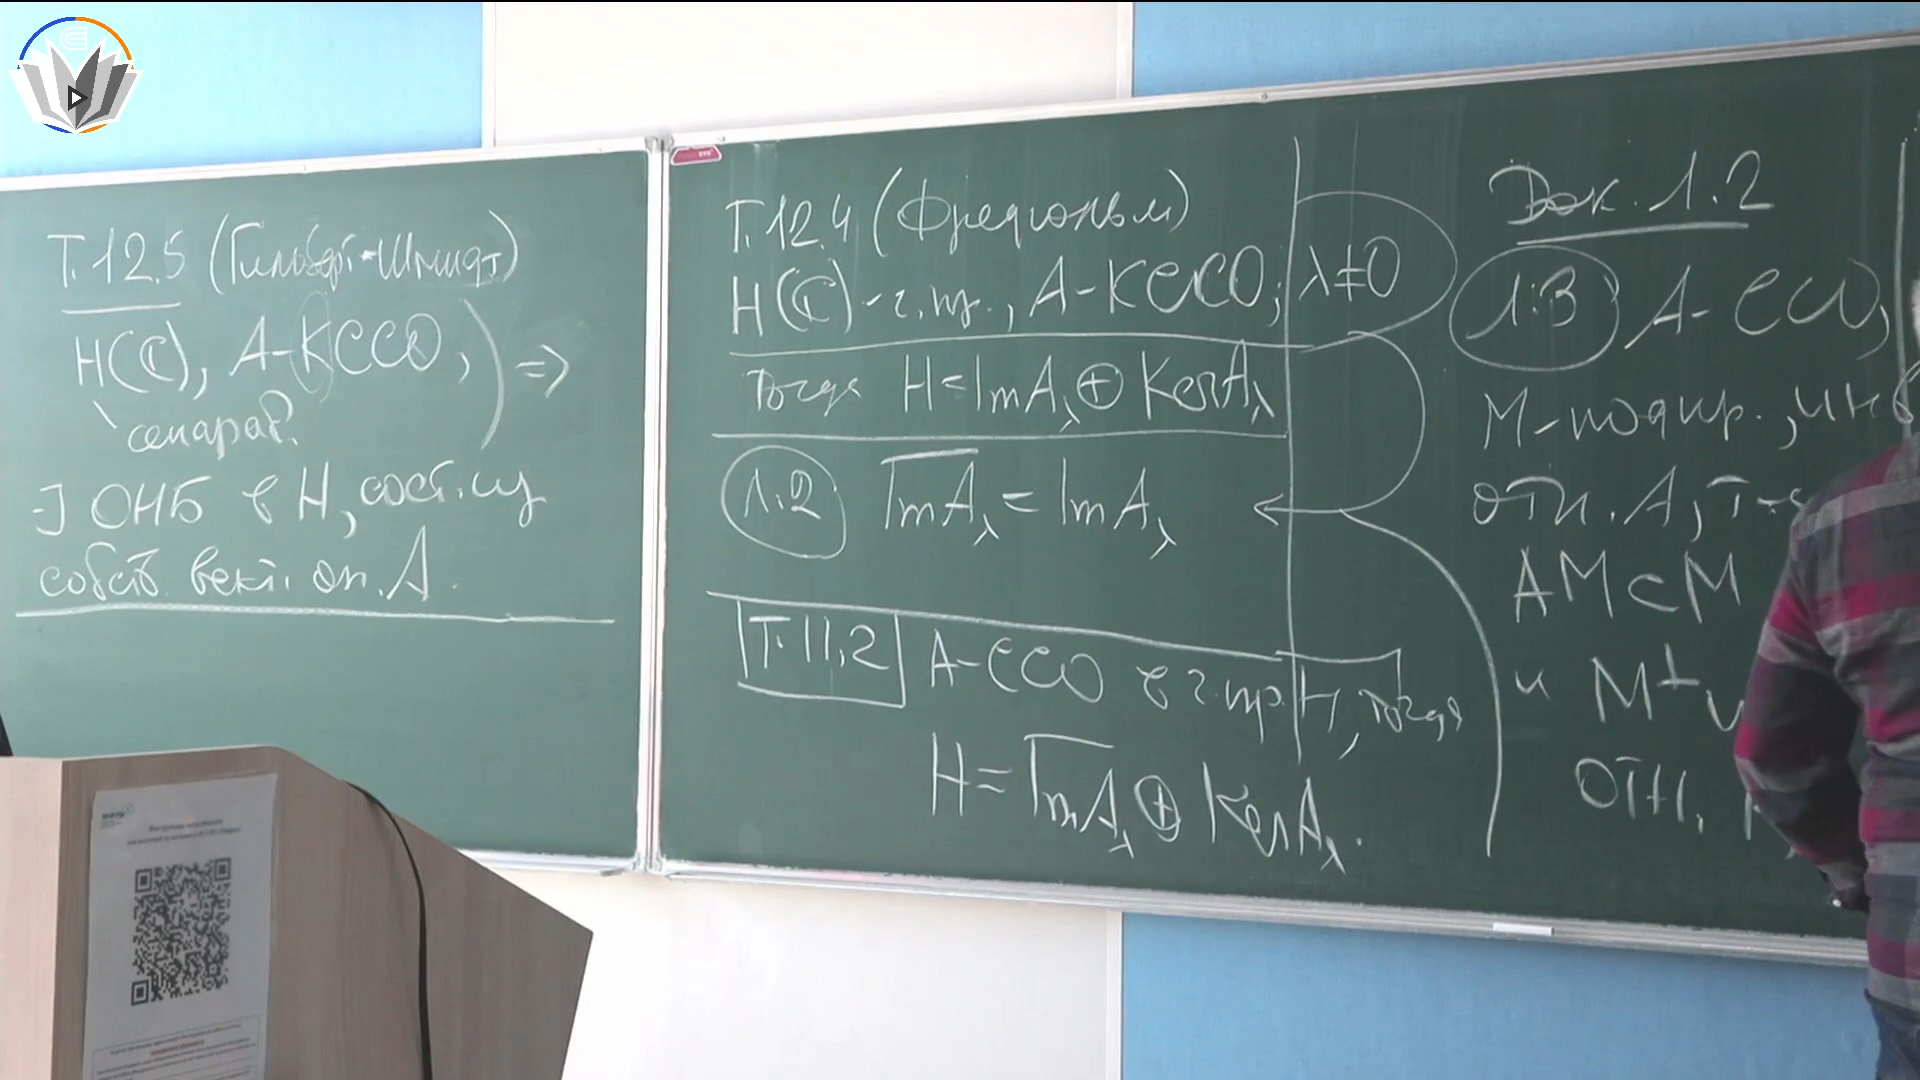 Т.12.5 (Гильберт-Шмидт)
H(ℂ), A-КССО, ) =>
сепараб.
∃ ОНБ в H, сост. из
собств. вект. оп. A.
Т.12.4 (Фредгольм)
H(ℂ)-г.пр., A-КССО, λ≠0
тогда H=ImA_λ ⊕ KerA_λ
Л.2 \overline{ImA_λ} = ImA_λ
Т.11.2 A-ССО в г.пр. H, тогда
H = \overline{ImA_λ} ⊕ KerA_λ.
Док. Л.2
Л.3 A-ССО,
M-подпр., инв
отн. A, т-е
AM⊂M
и M^⊥ и
отн.